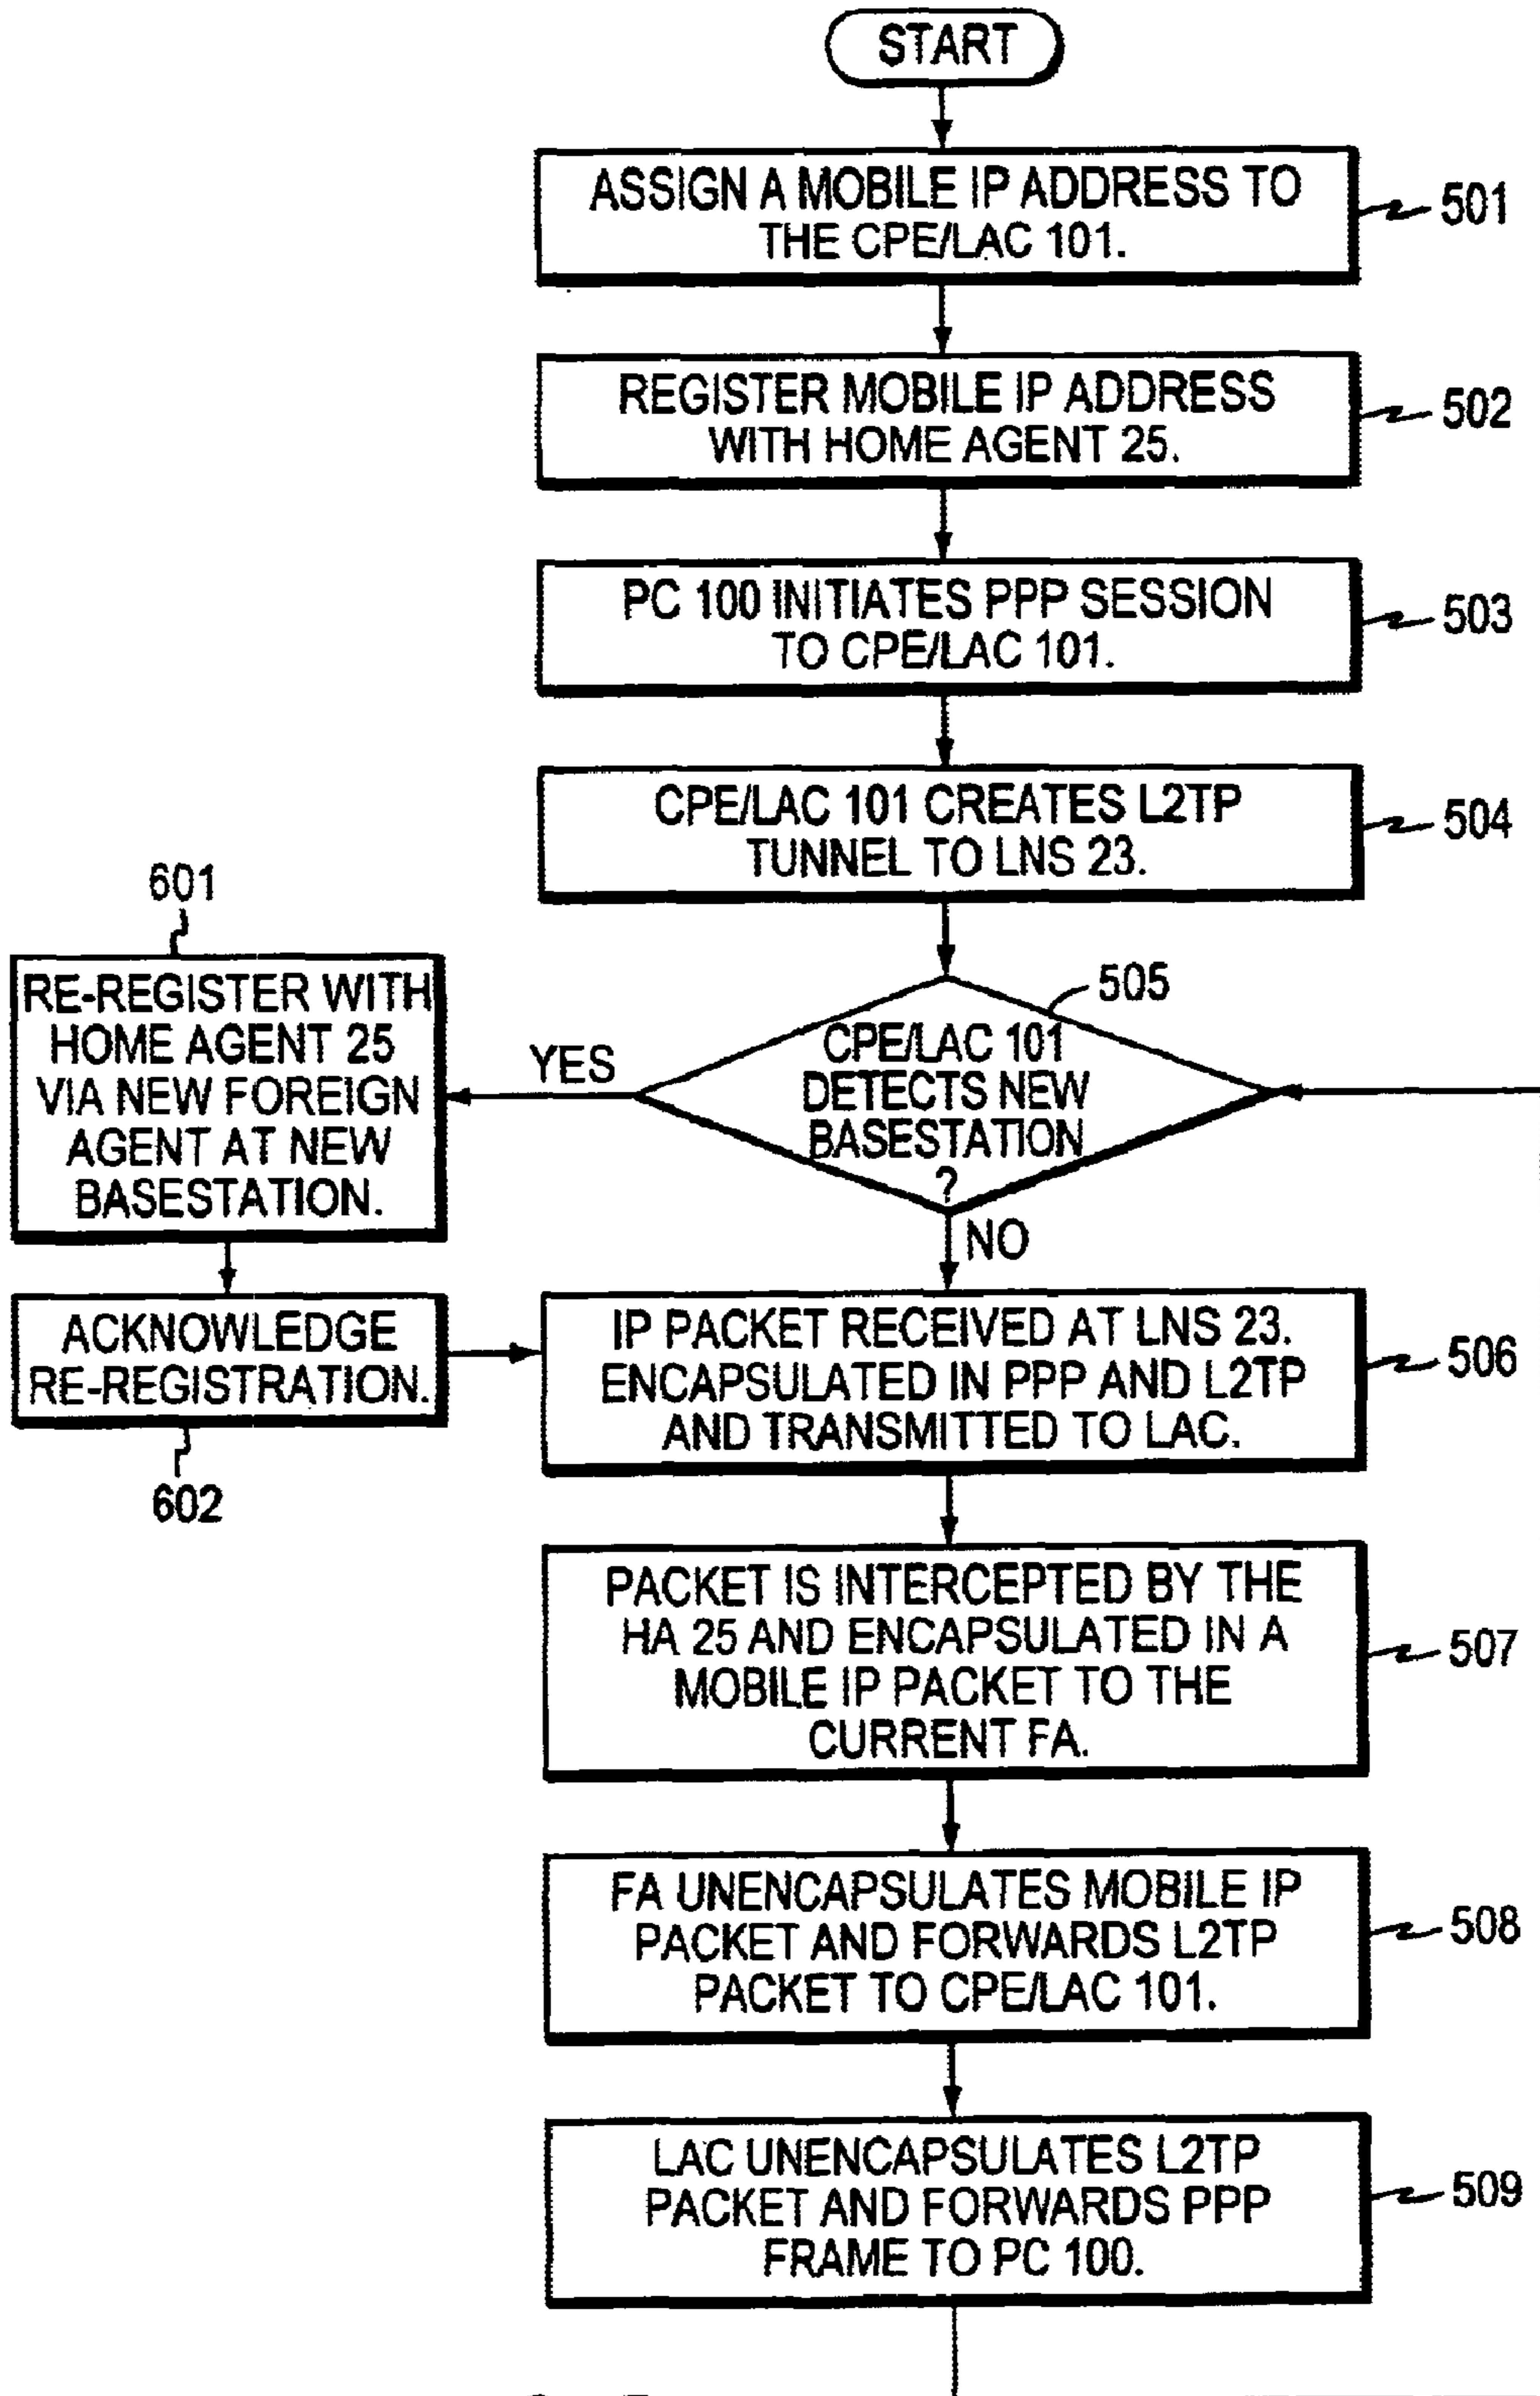 START
ASSIGN A MOBILE IP ADDRESS TO
THE CPE/LAC 101.
501
REGISTER MOBILE IP ADDRESS
WITH HOME AGENT 25.
502
PC 100 INITIATES PPP SESSION
TO CPE/LAC 101.
503
CPE/LAC 101 CREATES L2TP
TUNNEL TO LNS 23.
504
601
RE-REGISTER WITH
HOME AGENT 25
VIA NEW FOREIGN
AGENT AT NEW
BASESTATION.
YES
505
CPE/LAC 101
DETECTS NEW
BASESTATION
?
NO
ACKNOWLEDGE
RE-REGISTRATION.
602
IP PACKET RECEIVED AT LNS 23.
ENCAPSULATED IN PPP AND L2TP
AND TRANSMITTED TO LAC.
506
PACKET IS INTERCEPTED BY THE
HA 25 AND ENCAPSULATED IN A
MOBILE IP PACKET TO THE
CURRENT FA.
507
FA UNENCAPSULATES MOBILE IP
PACKET AND FORWARDS L2TP
PACKET TO CPE/LAC 101.
508
LAC UNENCAPSULATES L2TP
PACKET AND FORWARDS PPP
FRAME TO PC 100.
509